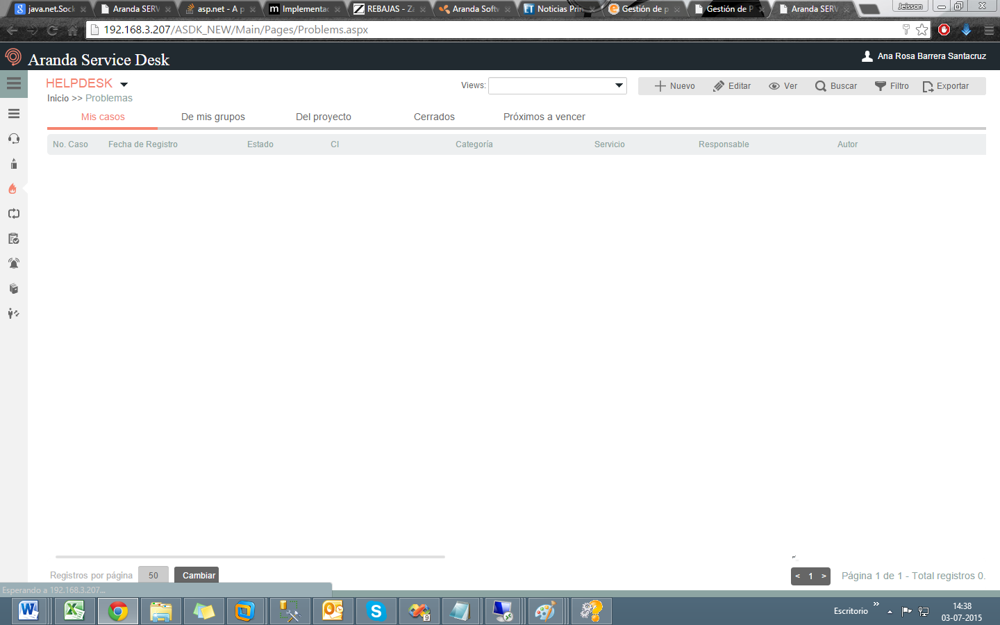 java.net.Sock
Aranda SERV
asp.net - A p
Implementac
REBAJAS - Za
Aranda Softw
ET Noticias Prin
Gestión de p
Gestión de P
Aranda SERV
Jeisson
192.168.3.207/ASDK_NEW/Main/Pages/Problems.aspx
Aranda Service Desk
Ana Rosa Barrera Santacruz
HELPDESK
Views:
Nuevo
Editar
Ver
Buscar
Filtro
Exportar
Inicio >> Problemas
Mis casos
De mis grupos
Del proyecto
Cerrados
Próximos a vencer
No. Caso
Fecha de Registro
Estado
CI
Categoría
Servicio
Responsable
Autor
Registros por página
50
Cambiar
< 1 >
Página 1 de 1 - Total registros 0.
Esperando a 192.168.3.207...
Escritorio
14:38
03-07-2015